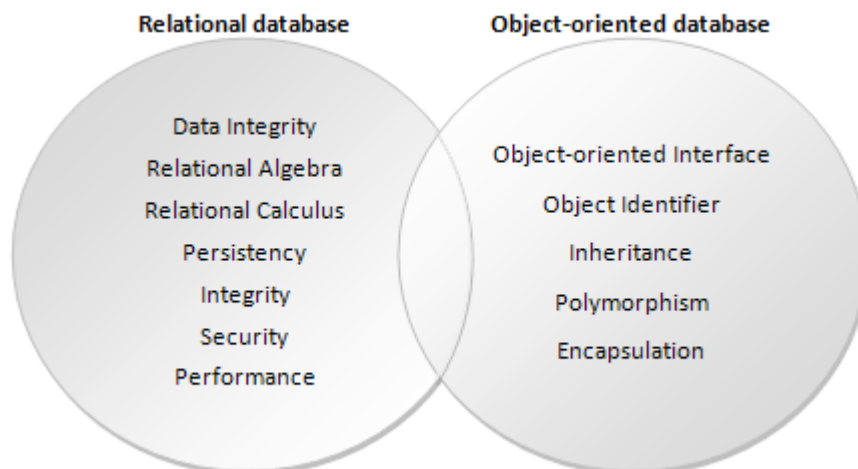 Relational database
Object-oriented database
Data Integrity
Relational Algebra
Relational Calculus
Persistency
Integrity
Security
Performance
Object-oriented Interface
Object Identifier
Inheritance
Polymorphism
Encapsulation